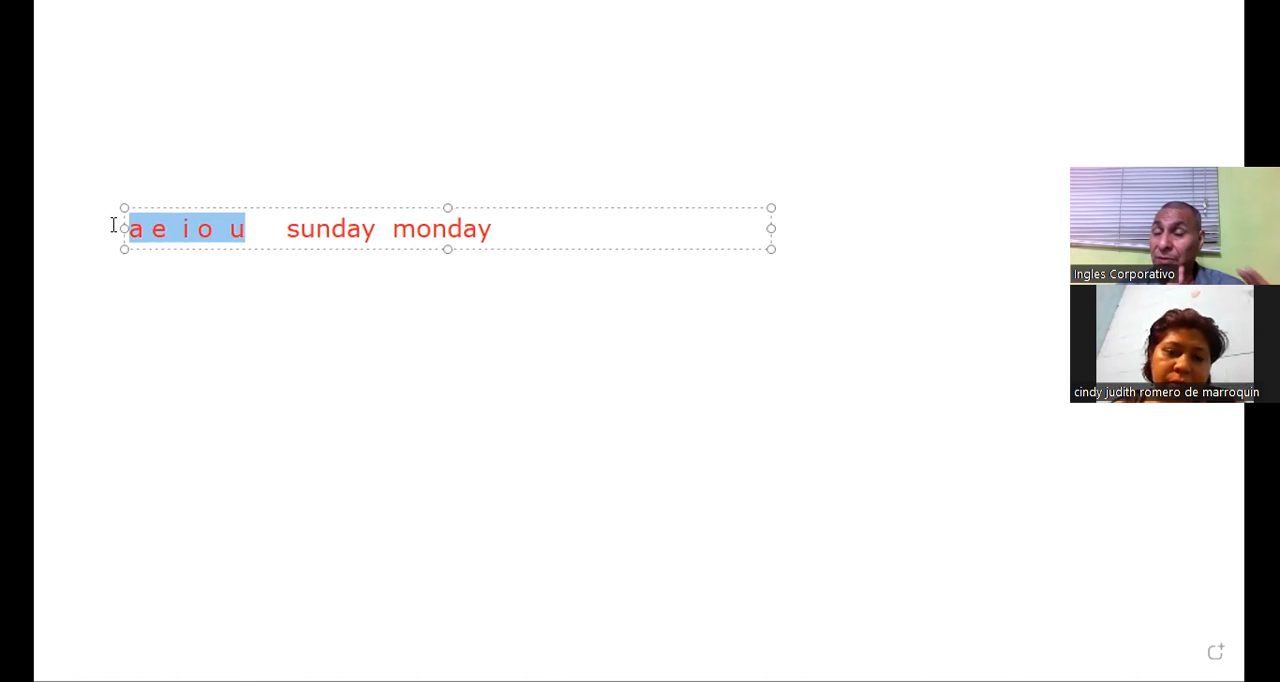 a e i o u sunday monday
Ingles Corporativo
cindy judith romero de marroquin